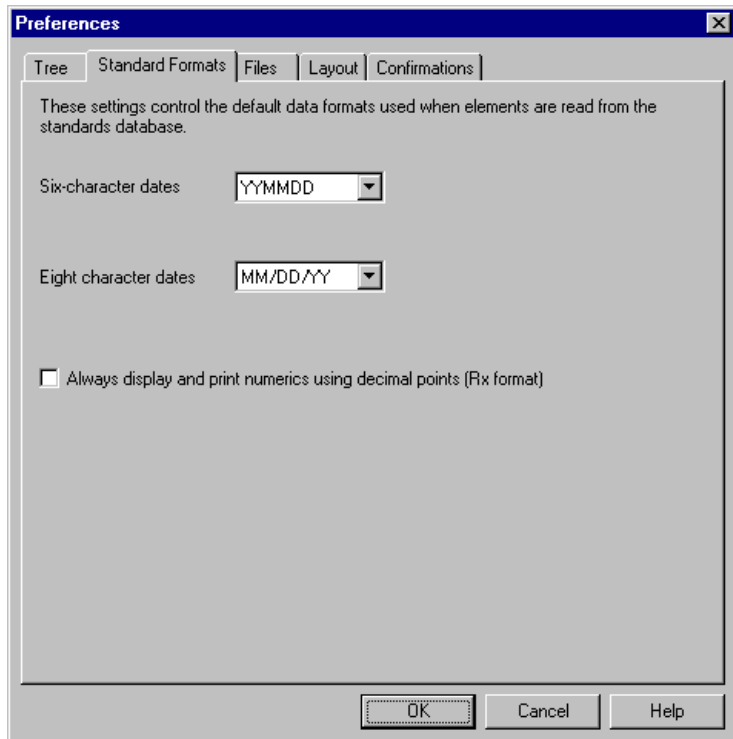 Preferences
Tree Standard Formats Files Layout Confirmations
These settings control the default data formats used when elements are read from the
standards database.
Six-character dates YYMMDD
Eight character dates MM/DD/YY
Always display and print numerics using decimal points (Rx format)
OK Cancel Help